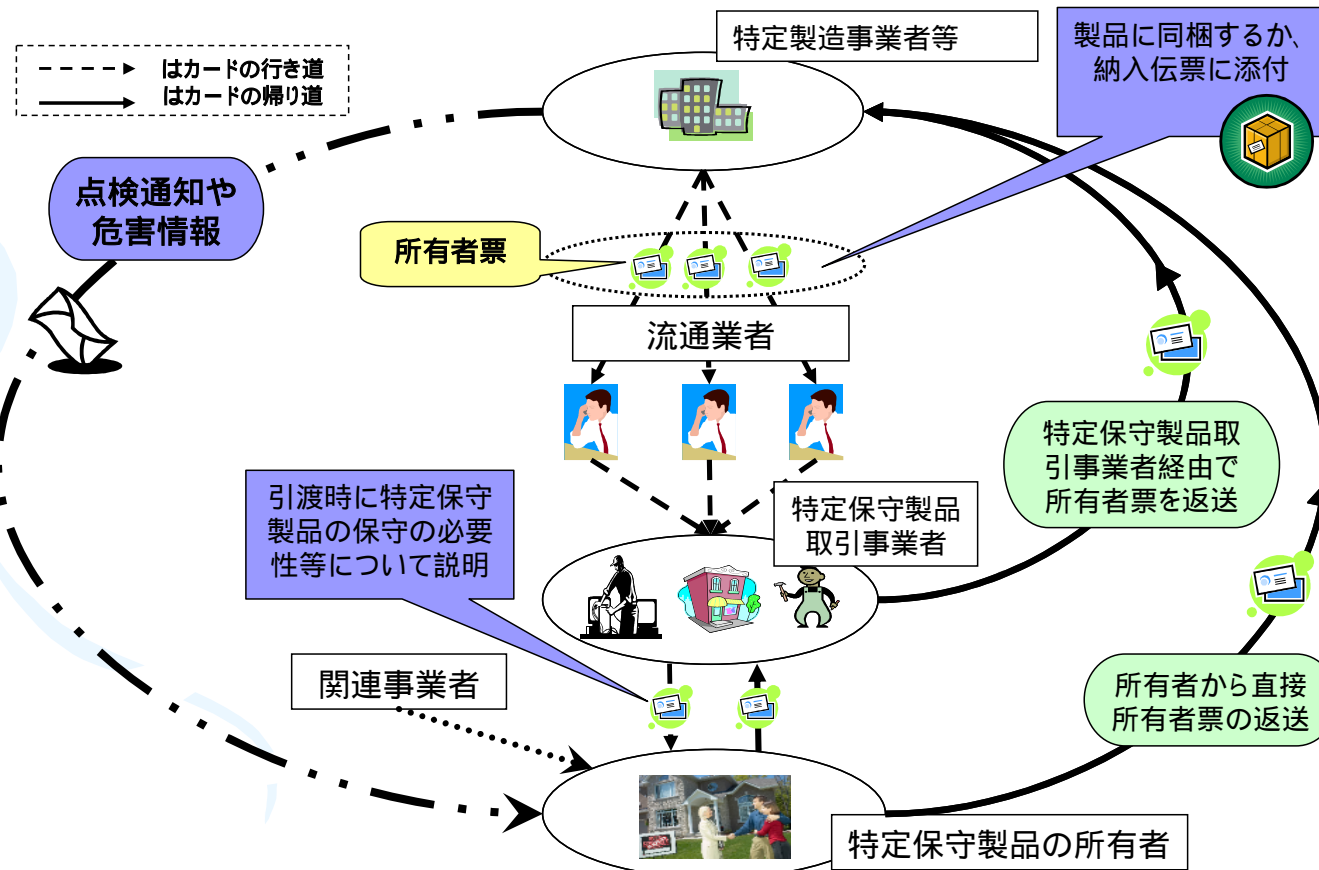 特定製造事業者等
製品に同梱するか、
納入伝票に添付
はカードの行き道
はカードの帰り道
点検通知や
危害情報
所有者票
流通業者
特定保守製品取
引事業者経由で
所有者票を返送
引渡時に特定保守
製品の保守の必要
性等について説明
特定保守製品
取引事業者
関連事業者
所有者から直接
所有者票の返送
特定保守製品の所有者